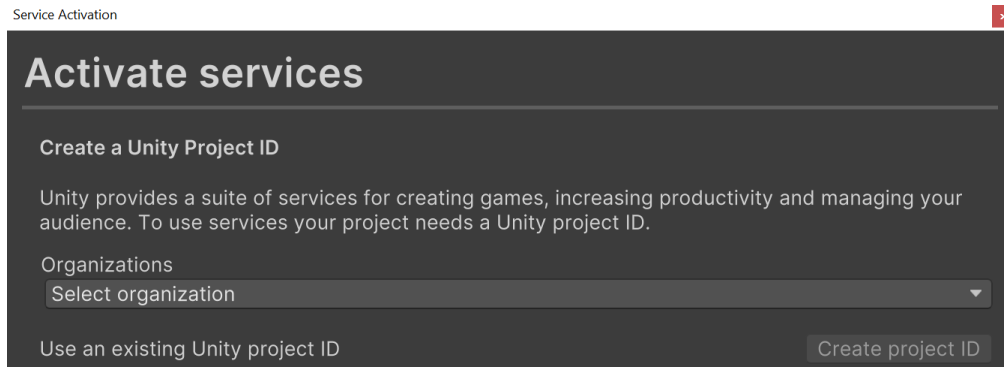 Service Activation
Activate services
Create a Unity Project ID
Unity provides a suite of services for creating games, increasing productivity and managing your
audience. To use services your project needs a Unity project ID.
Organizations
Select organization
Use an existing Unity project ID
Create project ID